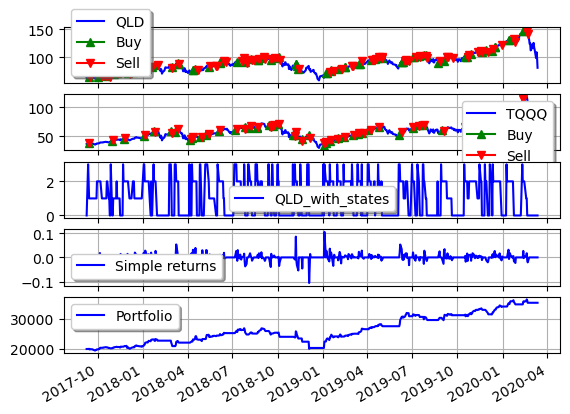 150
100
QLD
Buy
Sell
100
50
TQQQ
Buy
Sell
2
0
QLD_with_states
0.1
0.0
−0.1
Simple returns
30000
20000
Portfolio
2017-10
2018-01
2018-04
2018-07
2018-10
2019-01
2019-04
2019-07
2019-10
2020-01
2020-04